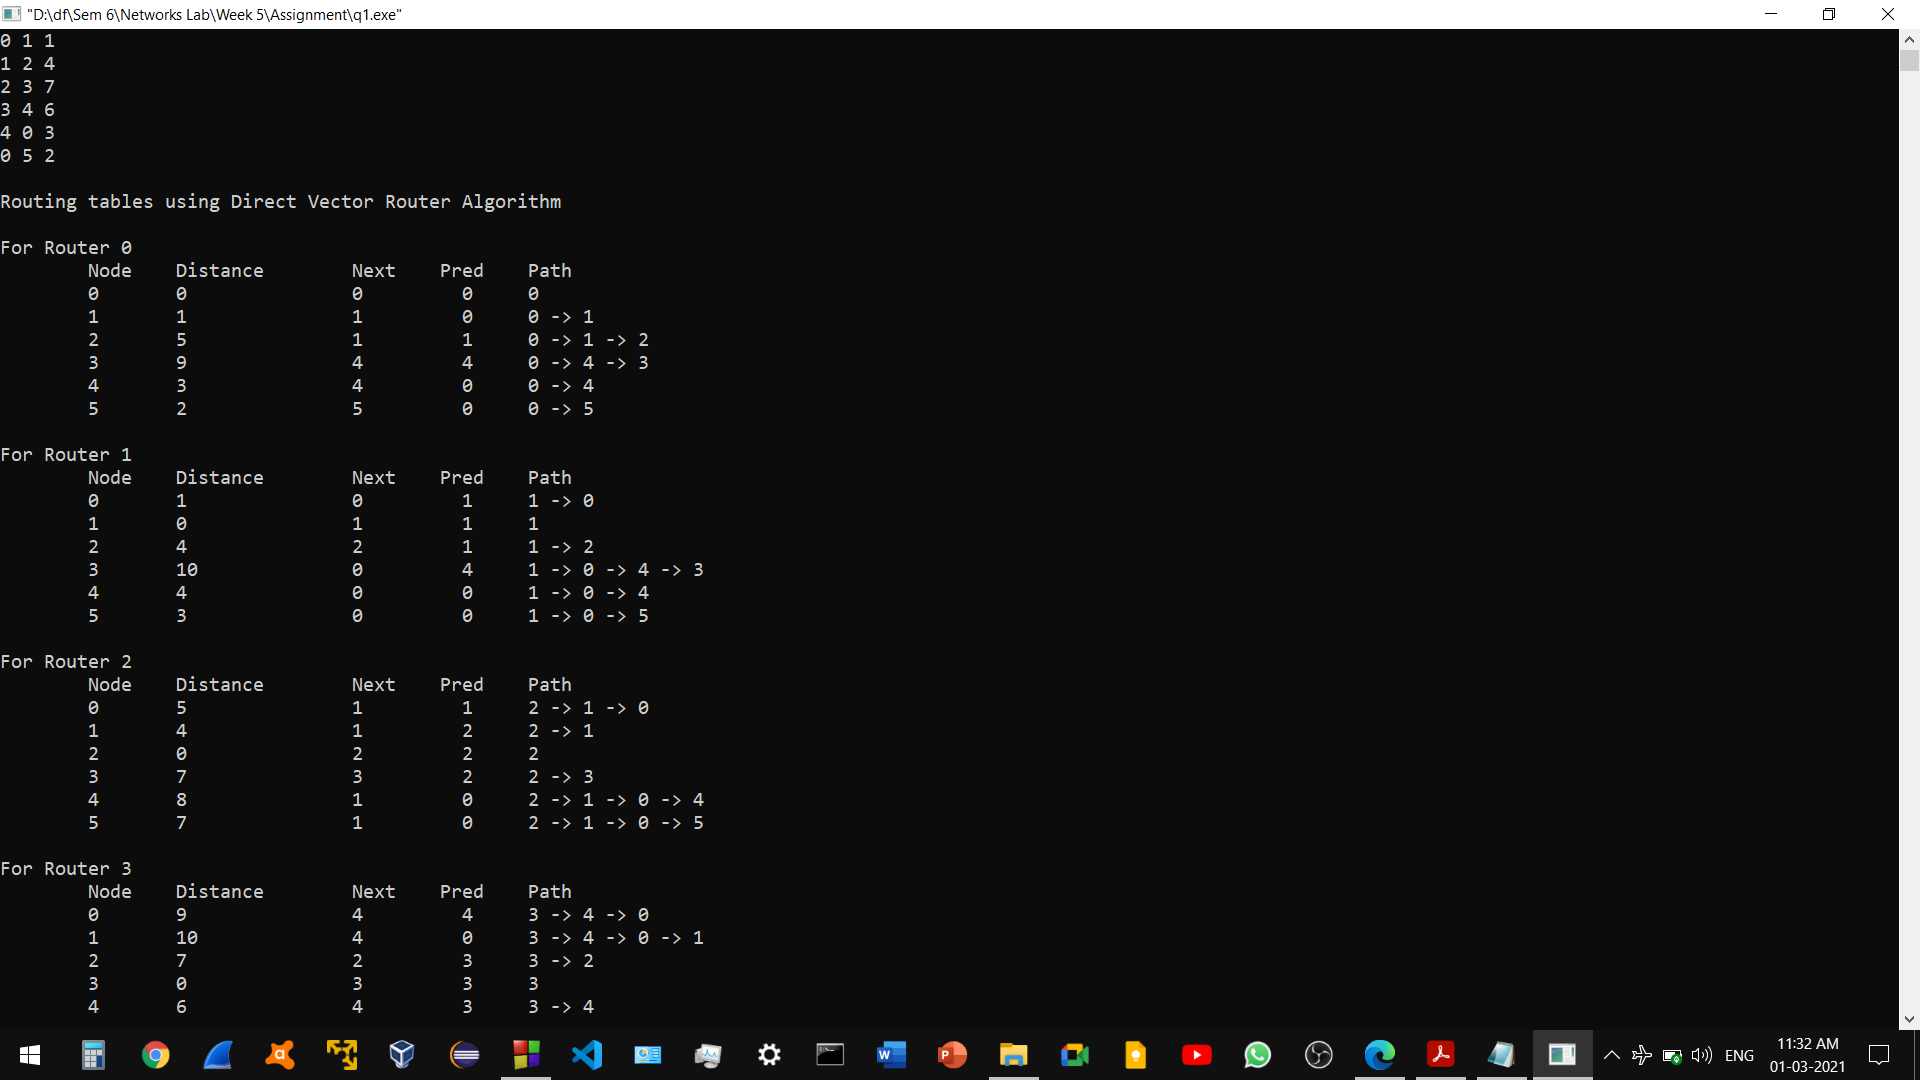 "D:\df\Sem 6\Networks Lab\Week 5\Assignment\q1.exe"
0 1 1
1 2 4
2 3 7
3 4 6
4 0 3
0 5 2
Routing tables using Direct Vector Router Algorithm
For Router 0
Node Distance Next Pred Path
0 0 0 0 0
1 1 1 0 0 -> 1
2 5 1 1 0 -> 1 -> 2
3 9 4 4 0 -> 4 -> 3
4 3 4 0 0 -> 4
5 2 5 0 0 -> 5
For Router 1
Node Distance Next Pred Path
0 1 0 1 1 -> 0
1 0 1 1 1
2 4 2 1 1 -> 2
3 10 0 4 1 -> 0 -> 4 -> 3
4 4 0 0 1 -> 0 -> 4
5 3 0 0 1 -> 0 -> 5
For Router 2
Node Distance Next Pred Path
0 5 1 1 2 -> 1 -> 0
1 4 1 2 2 -> 1
2 0 2 2 2
3 7 3 2 2 -> 3
4 8 1 0 2 -> 1 -> 0 -> 4
5 7 1 0 2 -> 1 -> 0 -> 5
For Router 3
Node Distance Next Pred Path
0 9 4 4 3 -> 4 -> 0
1 10 4 0 3 -> 4 -> 0 -> 1
2 7 2 3 3 -> 2
3 0 3 3 3
4 6 4 3 3 -> 4
ENG
11:32 AM
01-03-2021